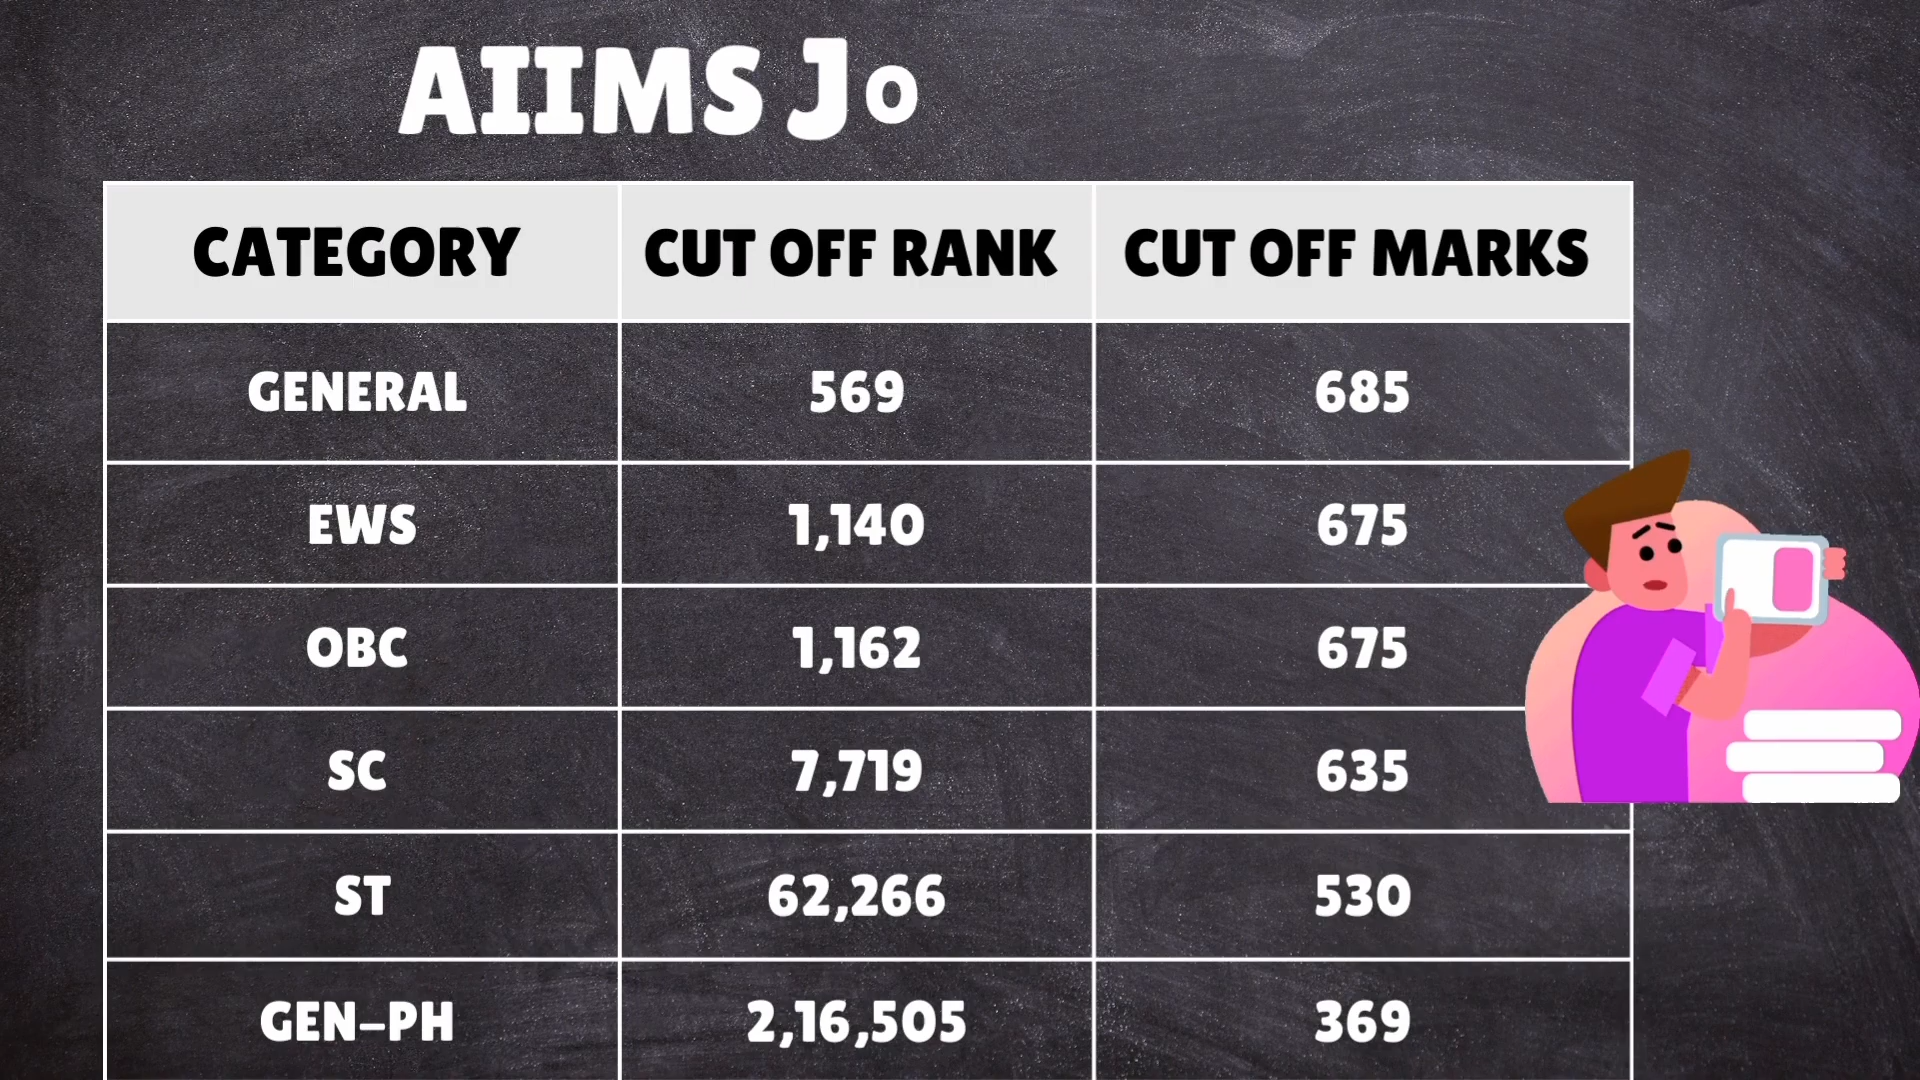 AIIMS Jo
CATEGORY CUT OFF RANK CUT OFF MARKS
GENERAL 569 685
EWS 1,140 675
OBC 1,162 675
SC 7,719 635
ST 62,266 530
GEN-PH 2,16,505 369